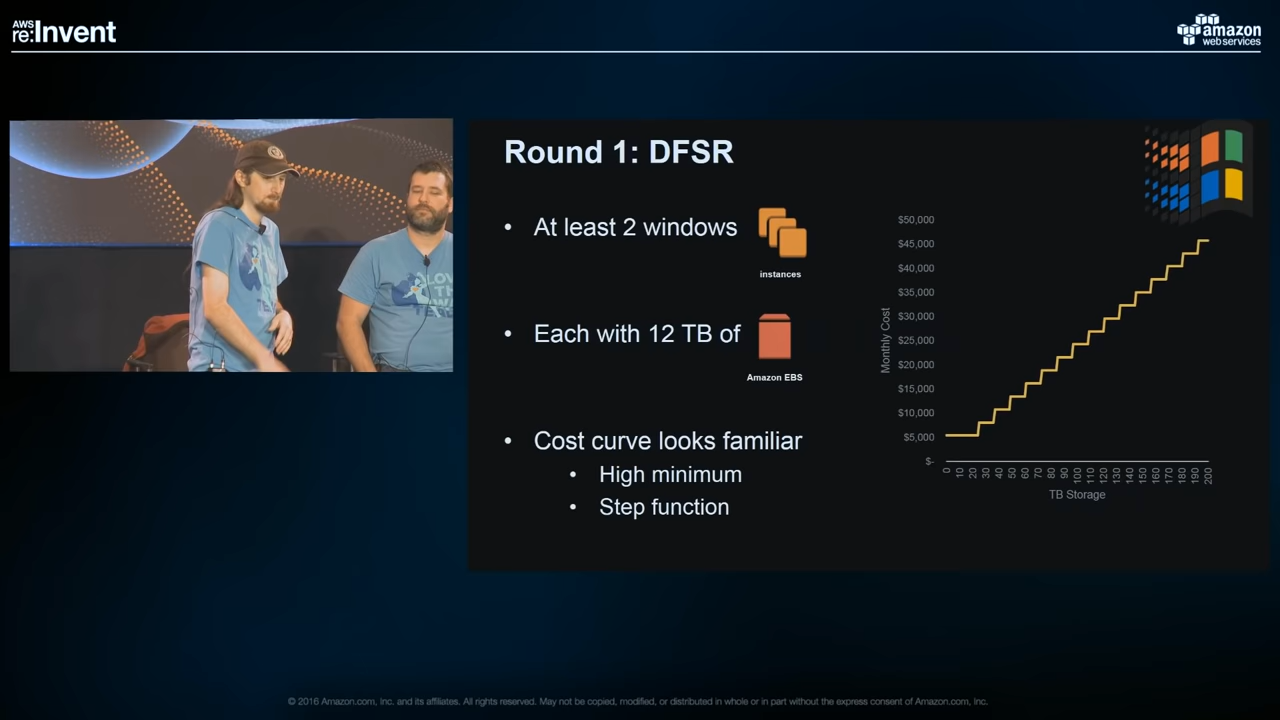 AWS
re:Invent
amazon
web services
Round 1: DFSR
• At least 2 windows
instances
• Each with 12 TB of
Amazon EBS
• Cost curve looks familiar
• High minimum
• Step function
Monthly Cost
$50,000
$45,000
$40,000
$35,000
$30,000
$25,000
$20,000
$15,000
$10,000
$5,000
$-
0 10 20 30 40 50 60 70 80 90 100 110 120 130 140 150 160 170 180 190 200
TB Storage
© 2016 Amazon.com, Inc. and its affiliates. All rights reserved. May not be copied, modified, or distributed in whole or in part without the express consent of Amazon.com, Inc.